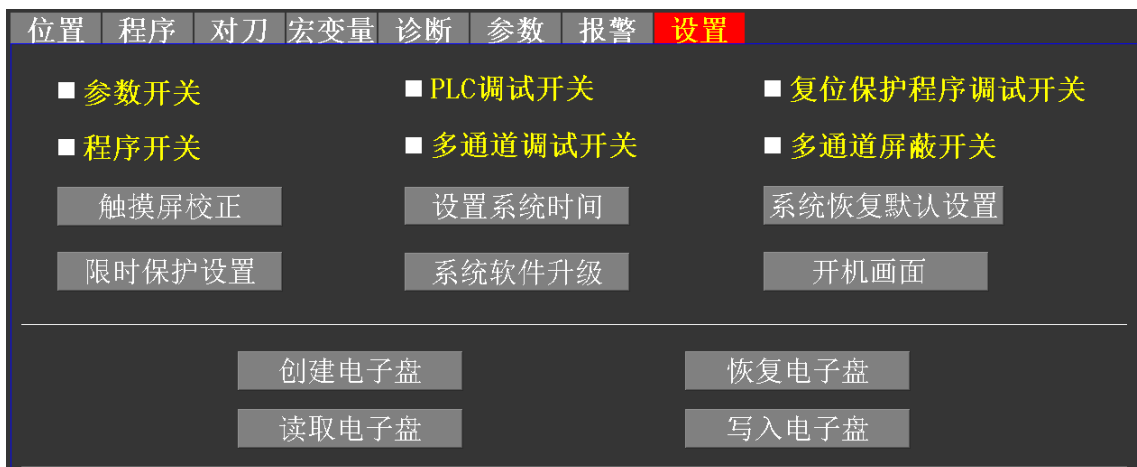 位置 程序 对刀 宏变量 诊断 参数 报警 设置
参数开关 PLC调试开关 复位保护程序调试开关
程序开关 多通道调试开关 多通道屏蔽开关
触摸屏校正 设置系统时间 系统恢复默认设置
限时保护设置 系统软件升级 开机画面
创建电子盘 恢复电子盘
读取电子盘 写入电子盘